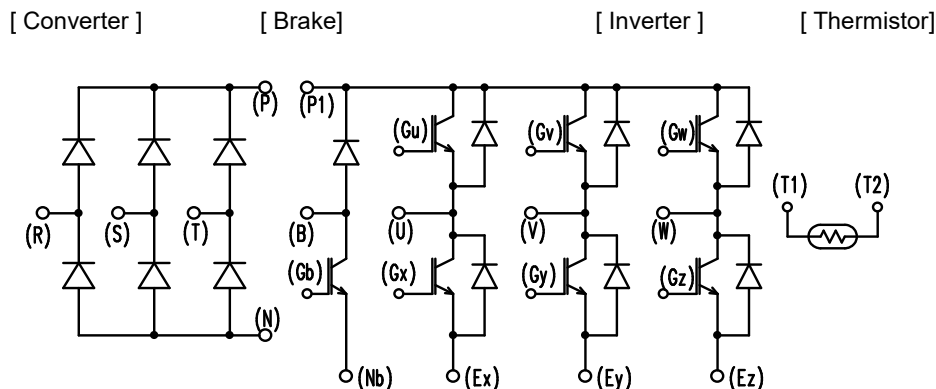 [ Converter ] [ Brake] [ Inverter ] [ Thermistor]
(P) (P1)
(Gu) (Gv) (Gw)
(T1) (T2)
(R) (S) (T) (B) (U) (V) (W)
(Gb) (Gx) (Gy) (Gz)
(N)
(Nb) (Ex) (Ey) (Ez)